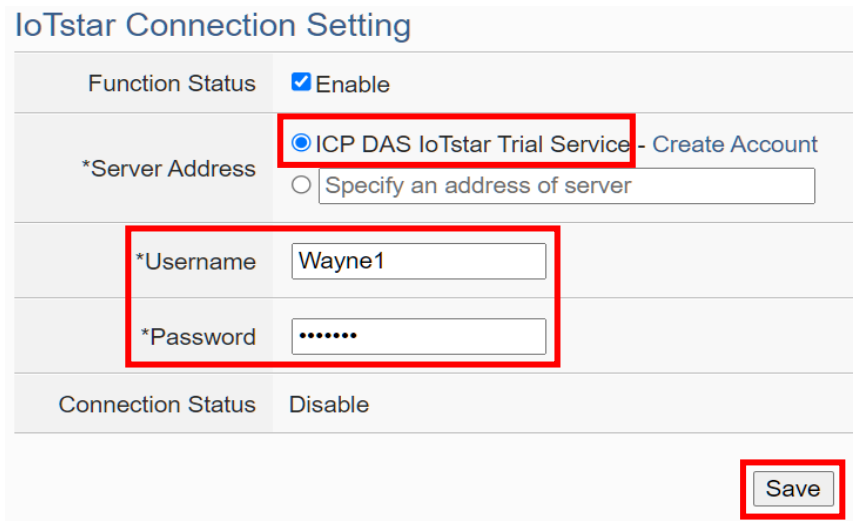 IoTstar Connection Setting
Function Status Enable
*Server Address
ICP DAS IoTstar Trial Service - Create Account
Specify an address of server
*Username Wayne1
*Password •••••••
Connection Status Disable
Save